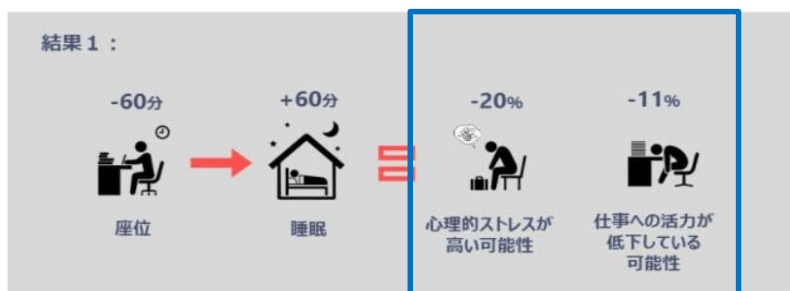 結果１：
-60分
+60分
-20%
-11%
座位
睡眠
心理的ストレスが
高い可能性
仕事への活力が
低下している
可能性